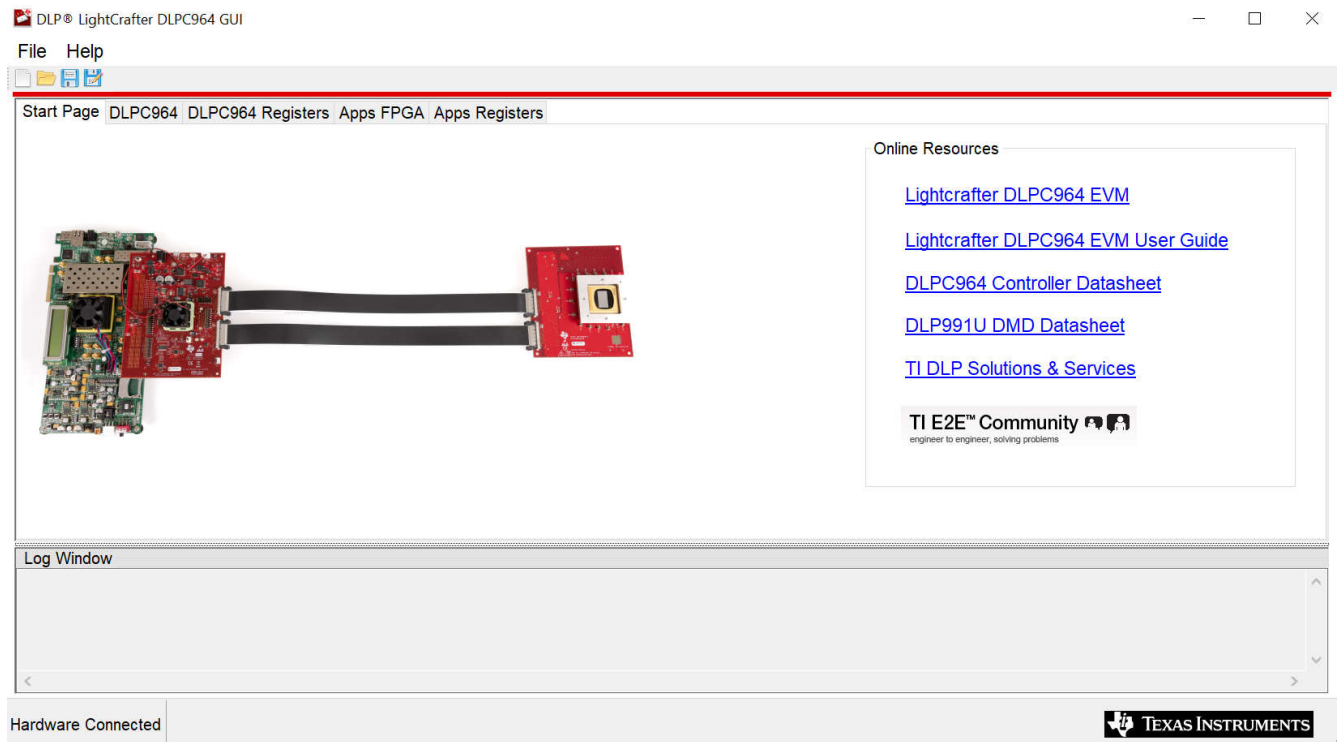 DLP® LightCrafter DLPC964 GUI
File Help
Start Page DLPC964 DLPC964 Registers Apps FPGA Apps Registers
Online Resources
Lightcrafter DLPC964 EVM
Lightcrafter DLPC964 EVM User Guide
DLPC964 Controller Datasheet
DLP991U DMD Datasheet
TI DLP Solutions & Services
TI E2E™ Community
engineer to engineer, solving problems
Log Window
Hardware Connected
TEXAS INSTRUMENTS